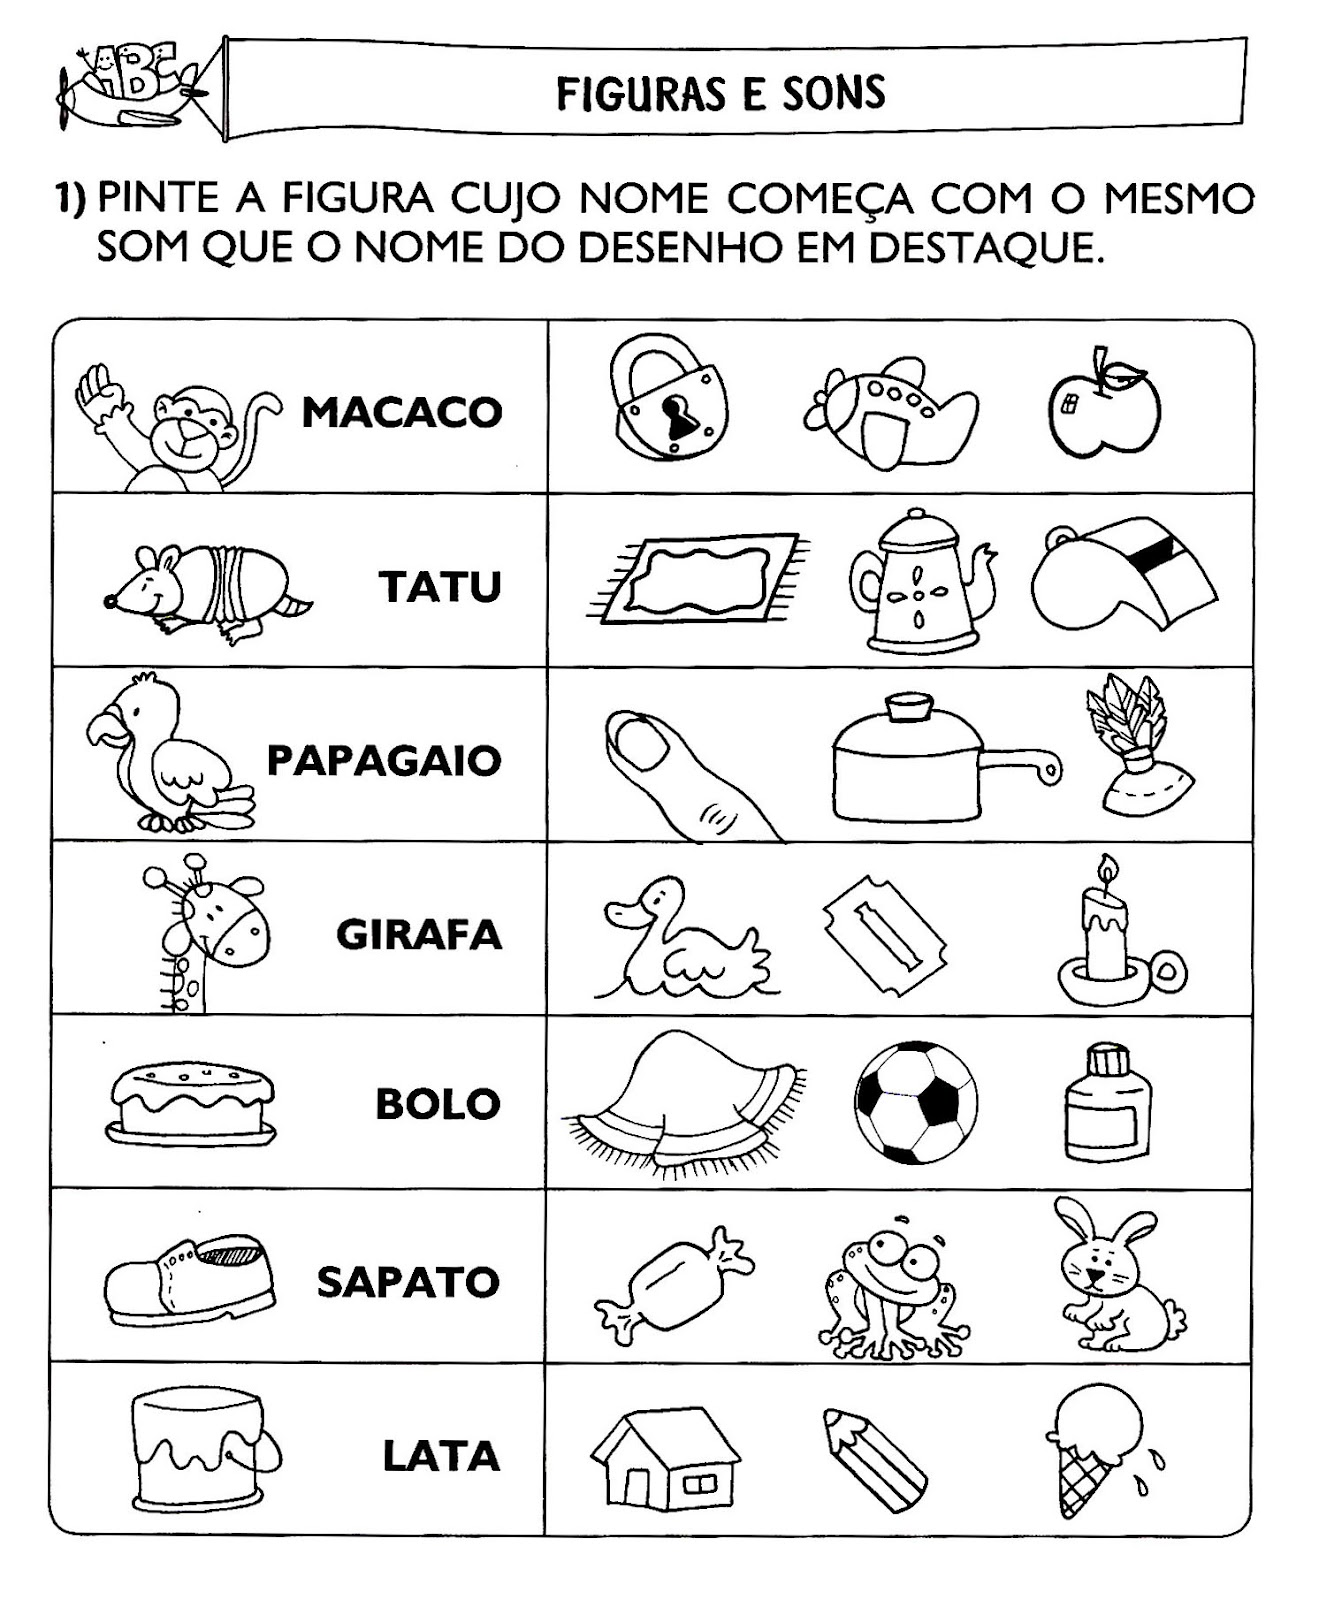 ABC
FIGURAS E SONS
1) PINTE A FIGURA CUJO NOME COMEÇA COM O MESMO
SOM QUE O NOME DO DESENHO EM DESTAQUE.
MACACO
TATU
PAPAGAIO
GIRAFA
BOLO
SAPATO
LATA